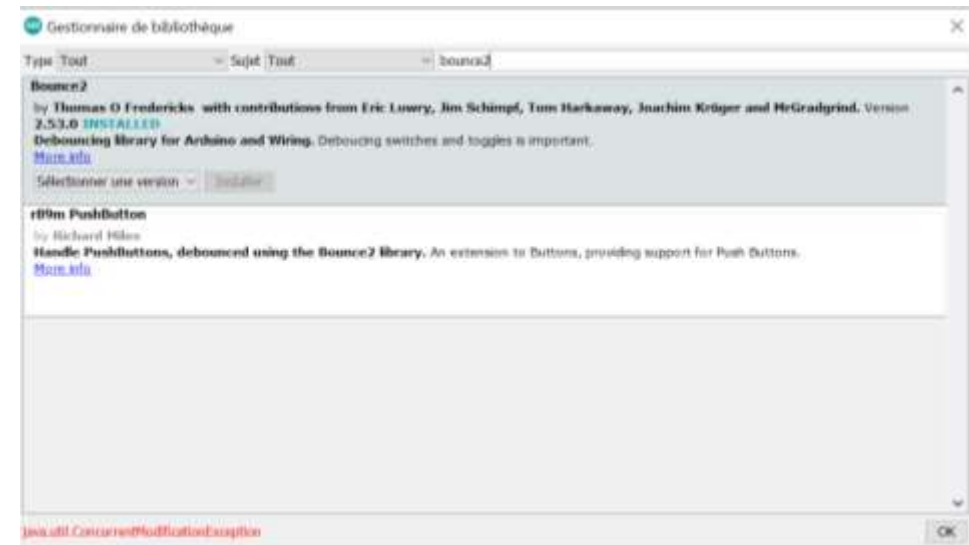 Gestionnaire de bibliothèque
Type Tout Sujet Tout bounce2
Bounce2
by Thomas O Fredericks with contributions from Eric Lowry, Jim Schimpf, Tom Harkaway, Joachim Krüger and MrGradgrind. Version
2.53.0 INSTALLED
Debouncing library for Arduino and Wiring. Deboucing switches and toggles is important.
More info
Sélectionner une version Installer
r89m PushButton
by Richard Miles
Handle PushButtons, debounced using the Bounce2 library. An extension to Buttons, providing support for Push Buttons.
More info
java.util.ConcurrentModificationException
OK